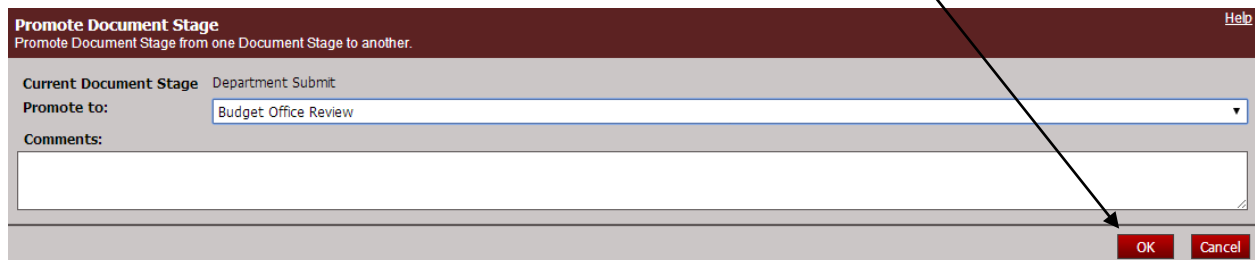 Promote Document Stage
Help
Promote Document Stage from one Document Stage to another.
Current Document Stage Department Submit
Promote to: Budget Office Review
Comments:
OK Cancel